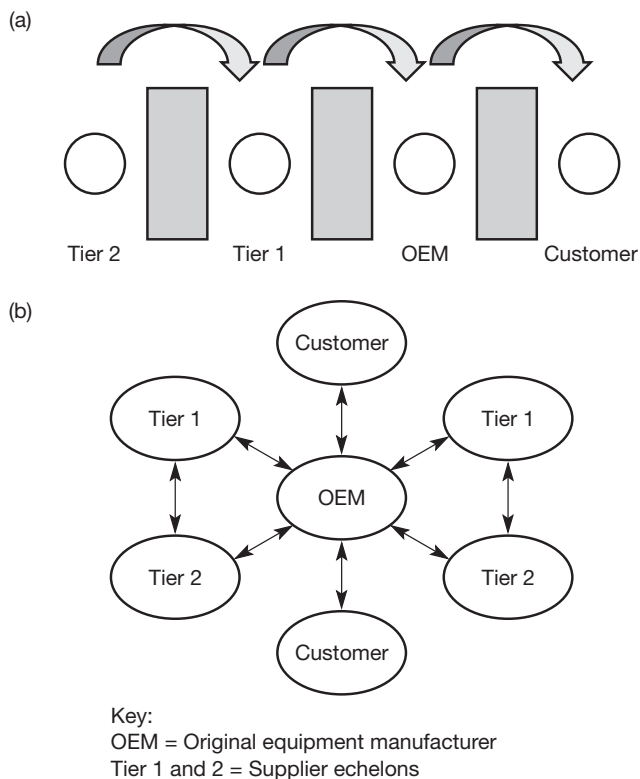 (a)
Tier 2 Tier 1 OEM Customer
(b)
Customer
Tier 1 Tier 1
OEM
Tier 2 Tier 2
Customer
Key:
OEM = Original equipment manufacturer
Tier 1 and 2 = Supplier echelons